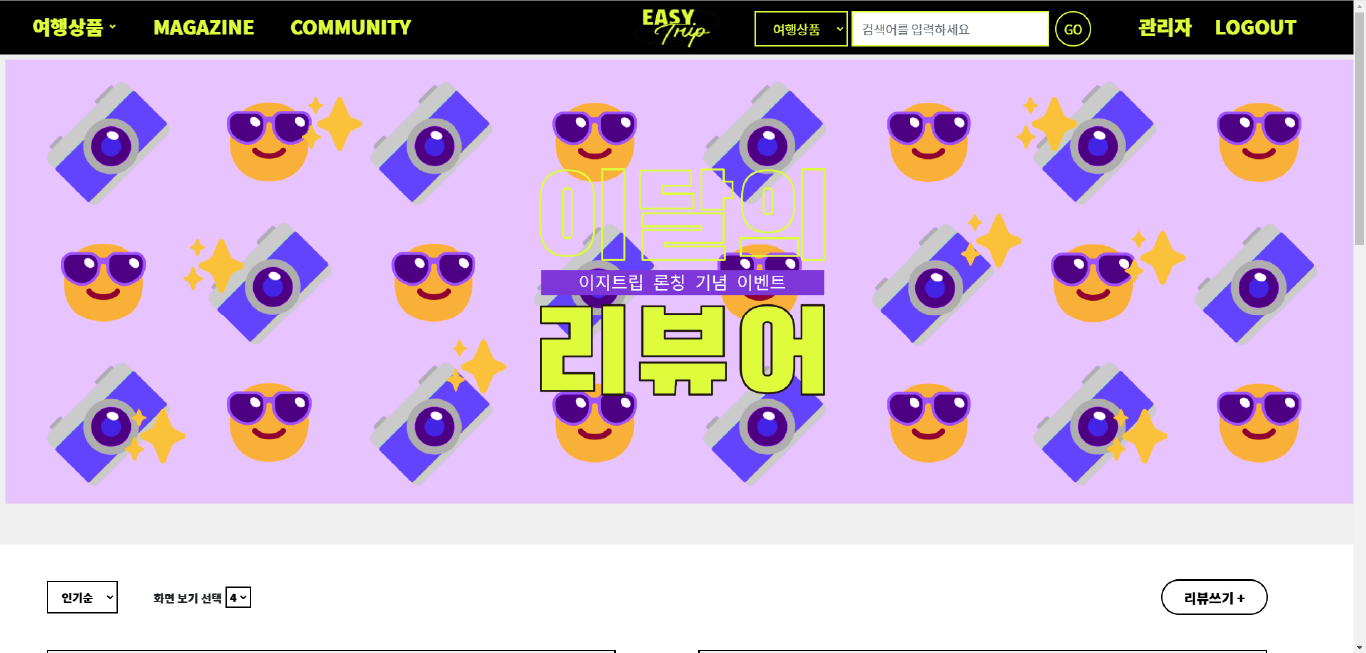 여행상품 MAGAZINE COMMUNITY EASY Trip 여행상품 검색어를 입력하세요 GO 관리자 LOGOUT
이달의
이지트립 론칭 기념 이벤트
리뷰어
인기순 화면 보기 선택 4 리뷰쓰기 +